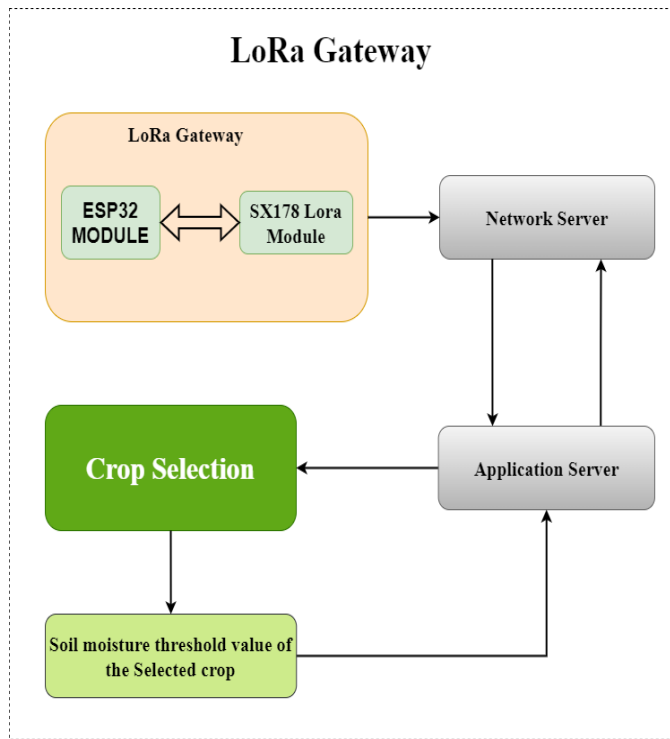 LoRa Gateway
LoRa Gateway
ESP32
MODULE
SX178 Lora
Module
Network Server
Crop Selection
Application Server
Soil moisture threshold value of
the Selected crop